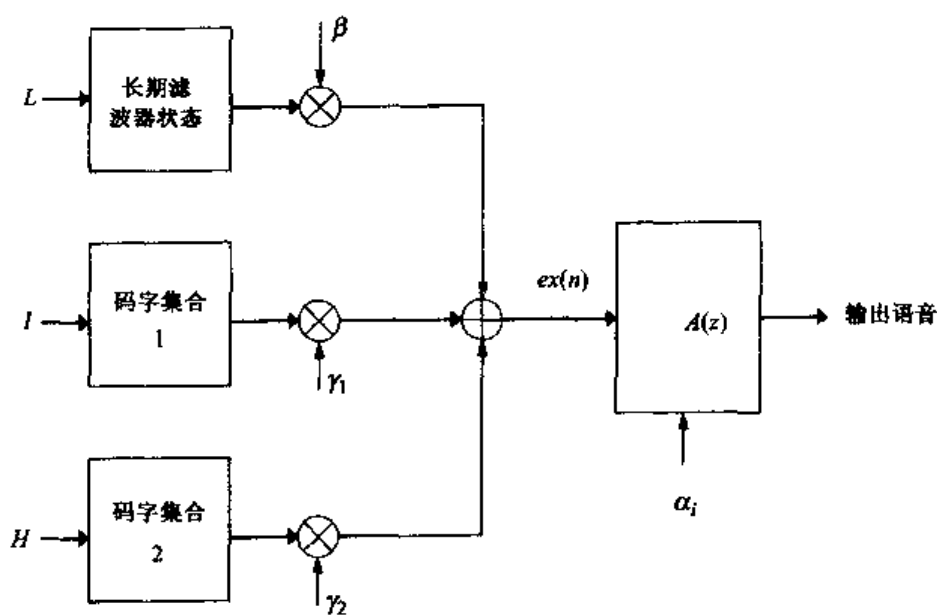 β
L
长期滤
波器状态
I
码字集合
1
γ₁
ex(n)
A(z)
输出语音
αᵢ
H
码字集合
2
γ₂